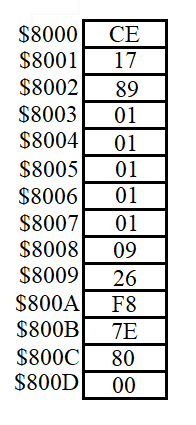 $8000 CE
$8001 17
$8002 89
$8003 01
$8004 01
$8005 01
$8006 01
$8007 01
$8008 09
$8009 26
$800A F8
$800B 7E
$800C 80
$800D 00